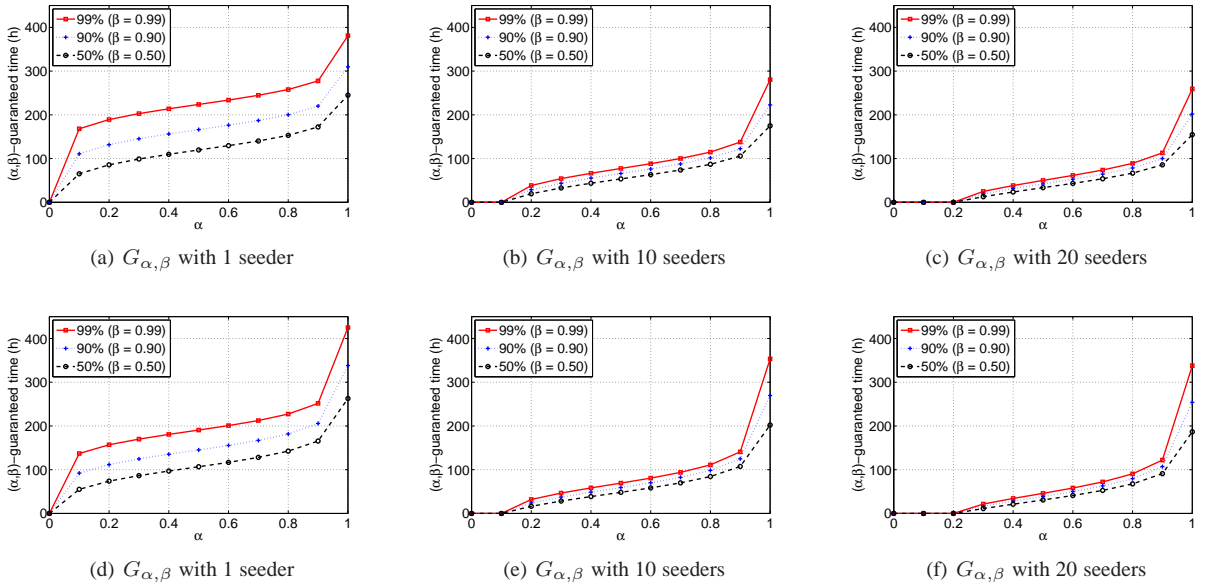 (α,β)−guaranteed time (h)
400
300
200
100
0
99% (β = 0.99)
90% (β = 0.90)
50% (β = 0.50)
0 0.2 0.4 0.6 0.8 1
α
(a) Gα,β with 1 seeder
(α,β)−guaranteed time (h)
400
300
200
100
0
99% (β = 0.99)
90% (β = 0.90)
50% (β = 0.50)
0 0.2 0.4 0.6 0.8 1
α
(b) Gα,β with 10 seeders
(α,β)−guaranteed time (h)
400
300
200
100
0
99% (β = 0.99)
90% (β = 0.90)
50% (β = 0.50)
0 0.2 0.4 0.6 0.8 1
α
(c) Gα,β with 20 seeders
(α,β)−guaranteed time (h)
400
300
200
100
0
99% (β = 0.99)
90% (β = 0.90)
50% (β = 0.50)
0 0.2 0.4 0.6 0.8 1
α
(d) Gα,β with 1 seeder
(α,β)−guaranteed time (h)
400
300
200
100
0
99% (β = 0.99)
90% (β = 0.90)
50% (β = 0.50)
0 0.2 0.4 0.6 0.8 1
α
(e) Gα,β with 10 seeders
(α,β)−guaranteed time (h)
400
300
200
100
0
99% (β = 0.99)
90% (β = 0.90)
50% (β = 0.50)
0 0.2 0.4 0.6 0.8 1
α
(f) Gα,β with 20 seeders